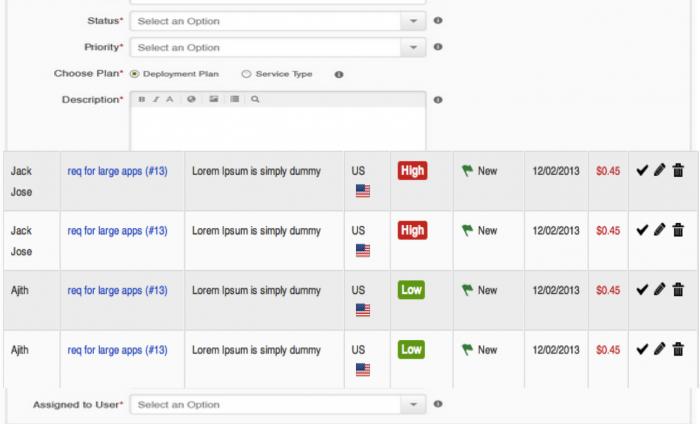 Status* Select an Option
Priority* Select an Option
Choose Plan* Deployment Plan Service Type
Description* B I A
Jack Jose req for large apps (#13) Lorem Ipsum is simply dummy US High New 12/02/2013 $0.45
Jack Jose req for large apps (#13) Lorem Ipsum is simply dummy US High New 12/02/2013 $0.45
Ajith req for large apps (#13) Lorem Ipsum is simply dummy US Low New 12/02/2013 $0.45
Ajith req for large apps (#13) Lorem Ipsum is simply dummy US Low New 12/02/2013 $0.45
Assigned to User* Select an Option